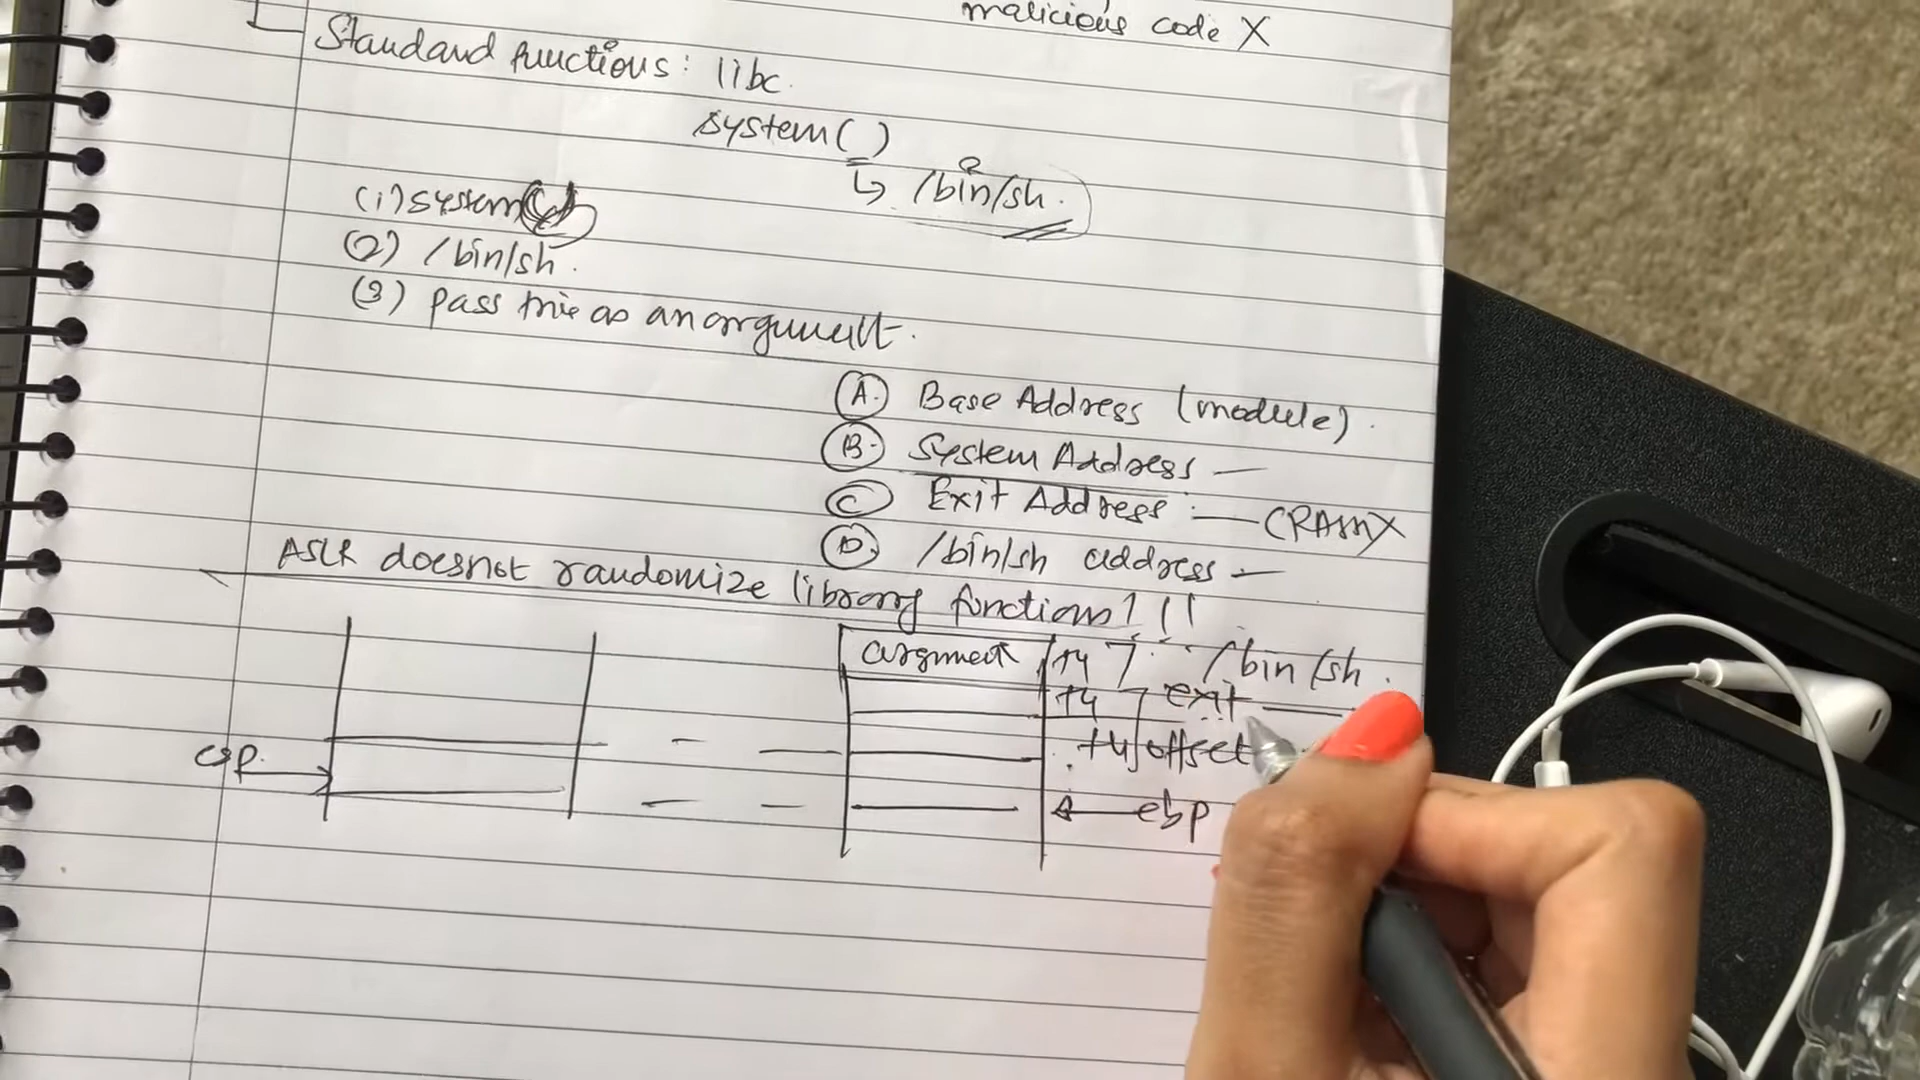 malicious code X
Standard functions: libc.
system( )
↳ /bin/sh.
(1) system
(2) /bin/sh.
(3) pass this as an argument.
(A.) Base Address (module).
(B.) System Address —
(C) Exit Address: — CRASH X
(D.) /bin/sh address —
ASLR doesnot randomize library functions!!!
argument +4 /bin/sh.
+4 exit —
+4 offset
esp.
ebp